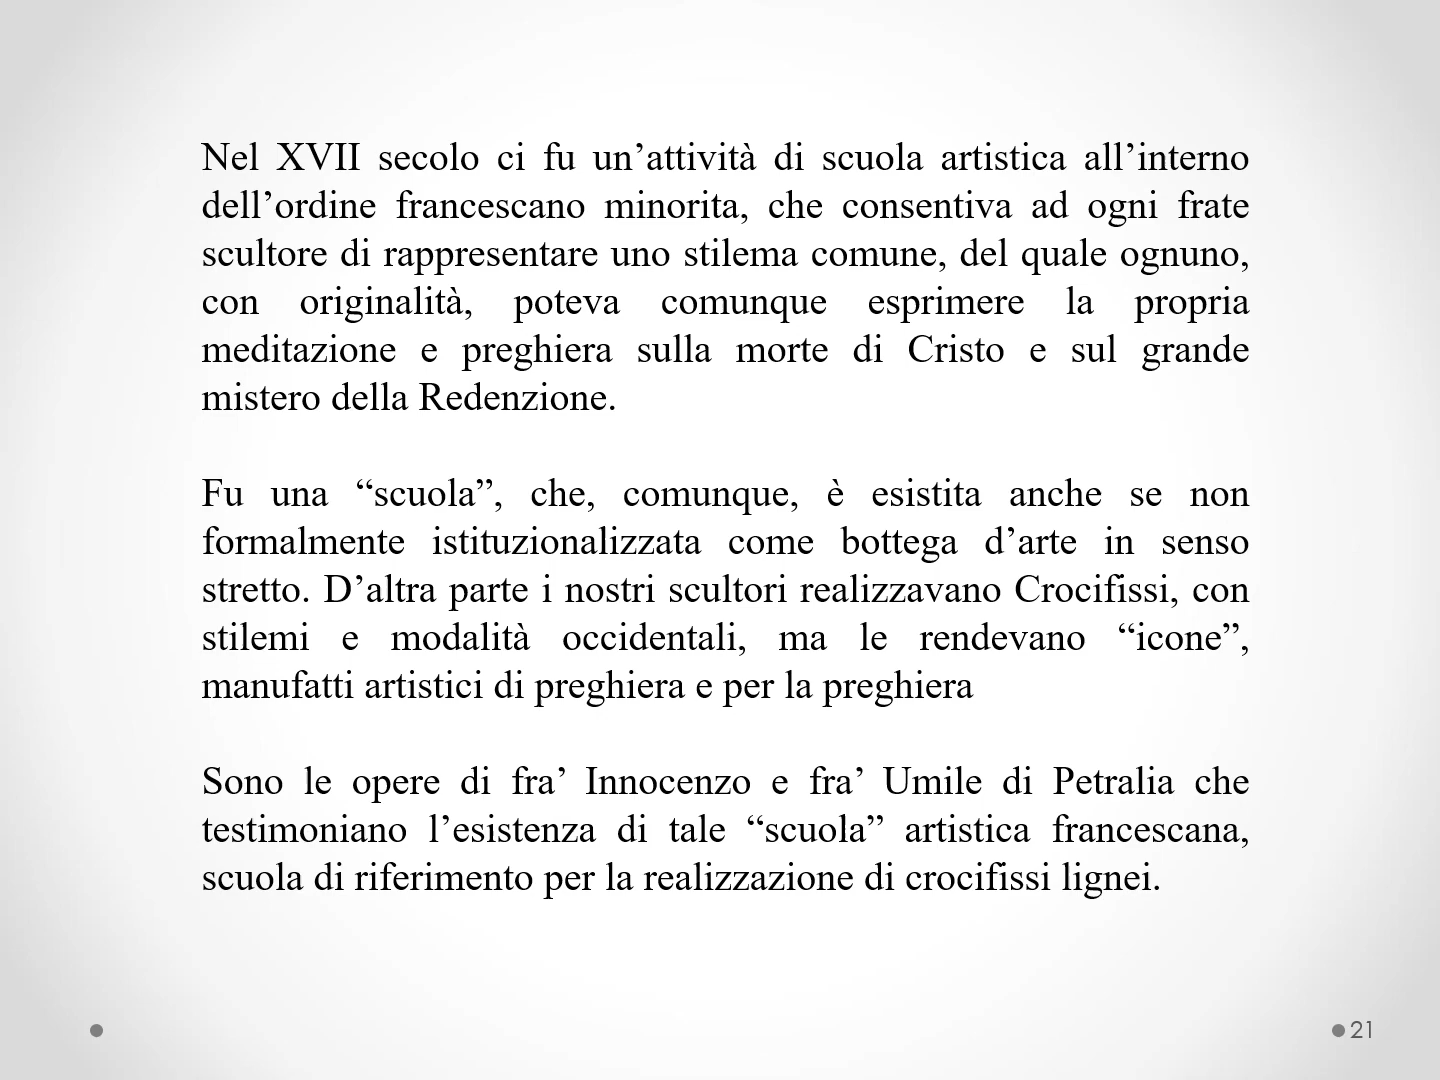 Nel XVII secolo ci fu un’attività di scuola artistica all’interno
dell’ordine francescano minorita, che consentiva ad ogni frate
scultore di rappresentare uno stilema comune, del quale ognuno,
con originalità, poteva comunque esprimere la propria
meditazione e preghiera sulla morte di Cristo e sul grande
mistero della Redenzione.
Fu una “scuola”, che, comunque, è esistita anche se non
formalmente istituzionalizzata come bottega d’arte in senso
stretto. D’altra parte i nostri scultori realizzavano Crocifissi, con
stilemi e modalità occidentali, ma le rendevano “icone”,
manufatti artistici di preghiera e per la preghiera
Sono le opere di fra’ Innocenzo e fra’ Umile di Petralia che
testimoniano l’esistenza di tale “scuola” artistica francescana,
scuola di riferimento per la realizzazione di crocifissi lignei.
21